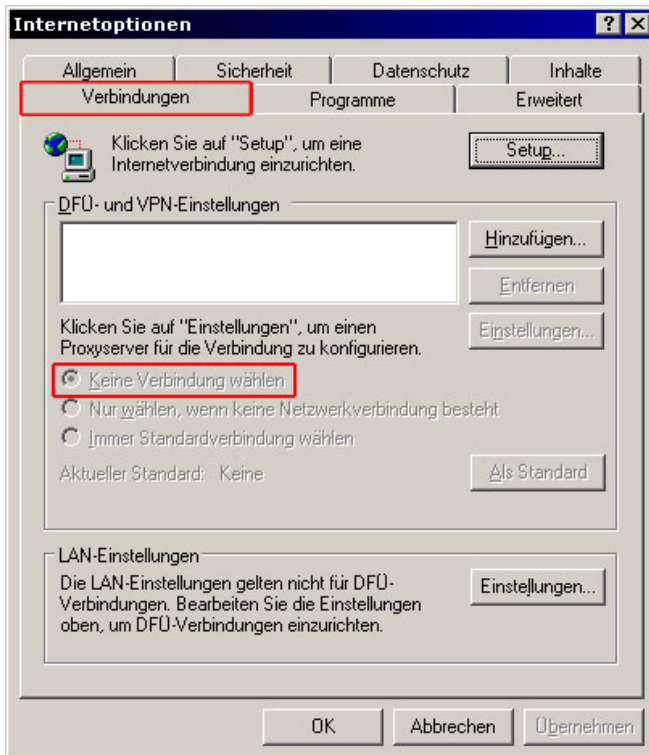 Internetoptionen
Allgemein
Sicherheit
Datenschutz
Inhalte
Verbindungen
Programme
Erweitert
Klicken Sie auf "Setup", um eine
Internetverbindung einzurichten.
Setup...
DFÜ- und VPN-Einstellungen
Hinzufügen...
Entfernen
Klicken Sie auf "Einstellungen", um einen
Proxyserver für die Verbindung zu konfigurieren.
Einstellungen...
Keine Verbindung wählen
Nur wählen, wenn keine Netzwerkverbindung besteht
Immer Standardverbindung wählen
Aktueller Standard: Keine
Als Standard
LAN-Einstellungen
Die LAN-Einstellungen gelten nicht für DFÜ-
Verbindungen. Bearbeiten Sie die Einstellungen
oben, um DFÜ-Verbindungen einzurichten.
Einstellungen...
OK
Abbrechen
Übernehmen